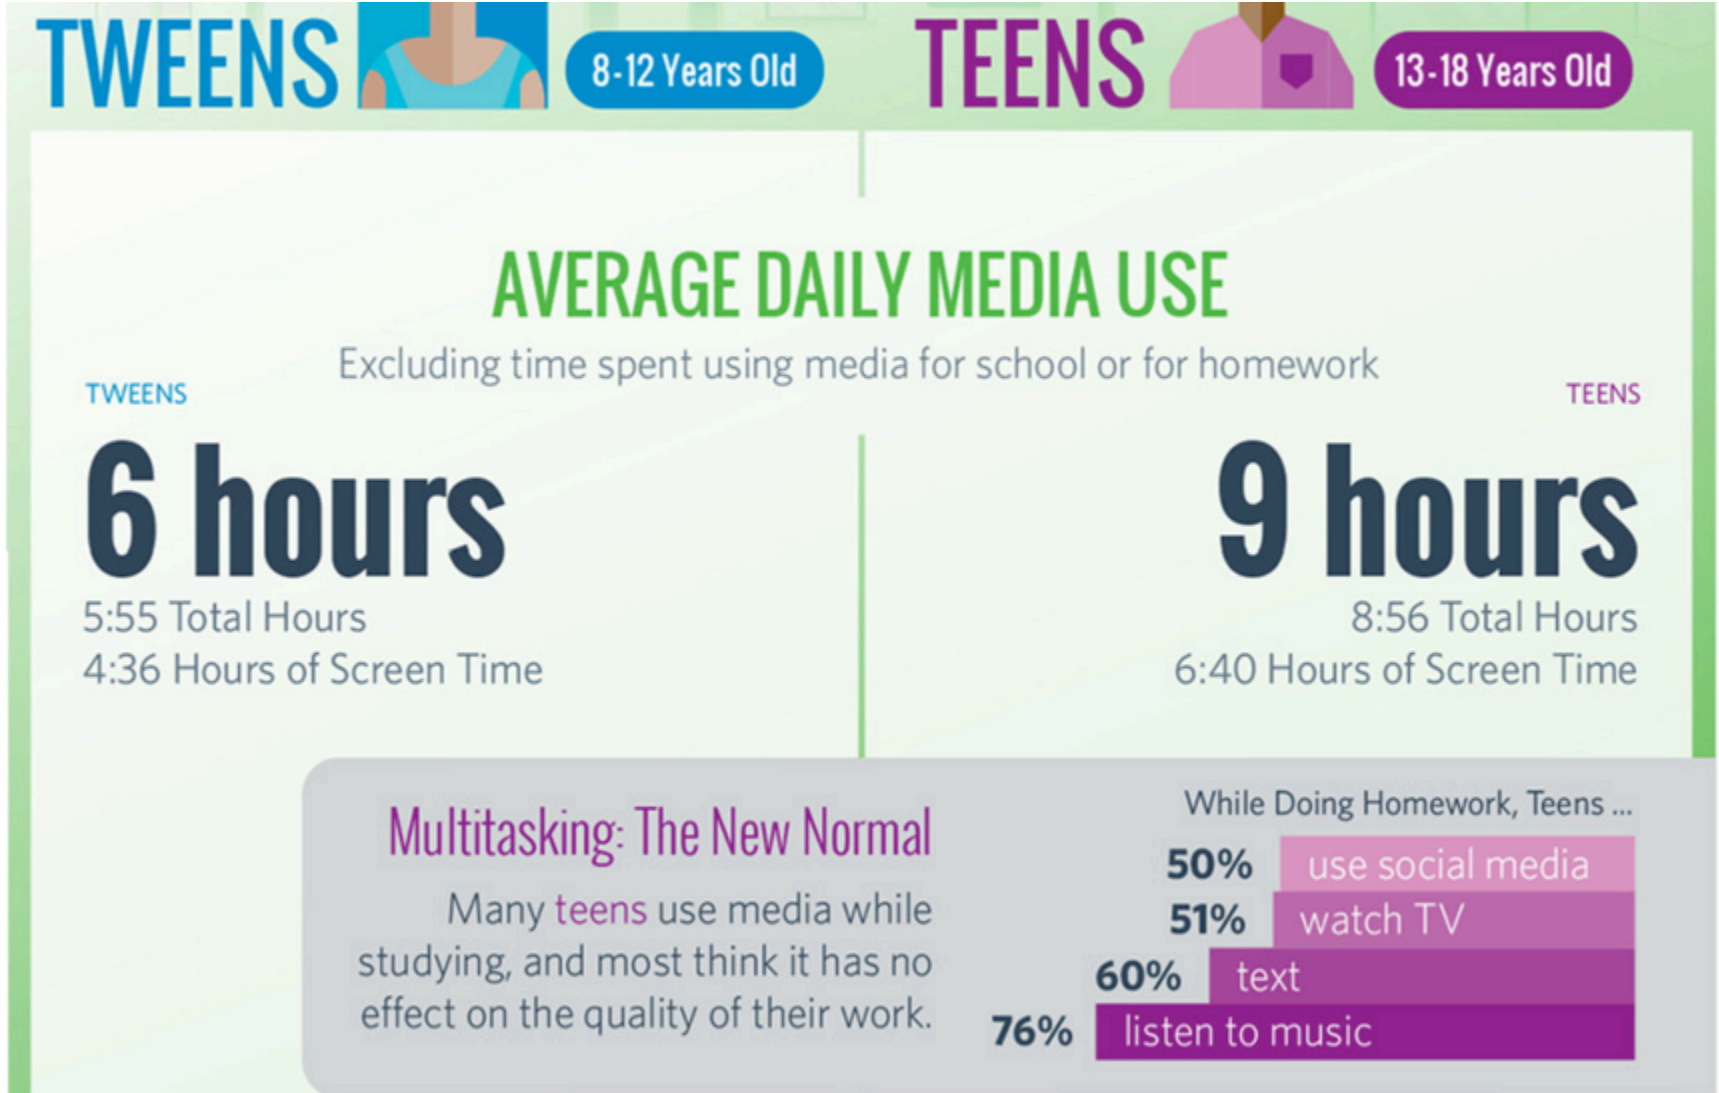 TWEENS
8-12 Years Old
TEENS
13-18 Years Old
AVERAGE DAILY MEDIA USE
Excluding time spent using media for school or for homework
TWEENS
6 hours
5:55 Total Hours
4:36 Hours of Screen Time
TEENS
9 hours
8:56 Total Hours
6:40 Hours of Screen Time
Multitasking: The New Normal
Many teens use media while
studying, and most think it has no
effect on the quality of their work.
While Doing Homework, Teens ...
50% use social media
51% watch TV
60% text
76% listen to music